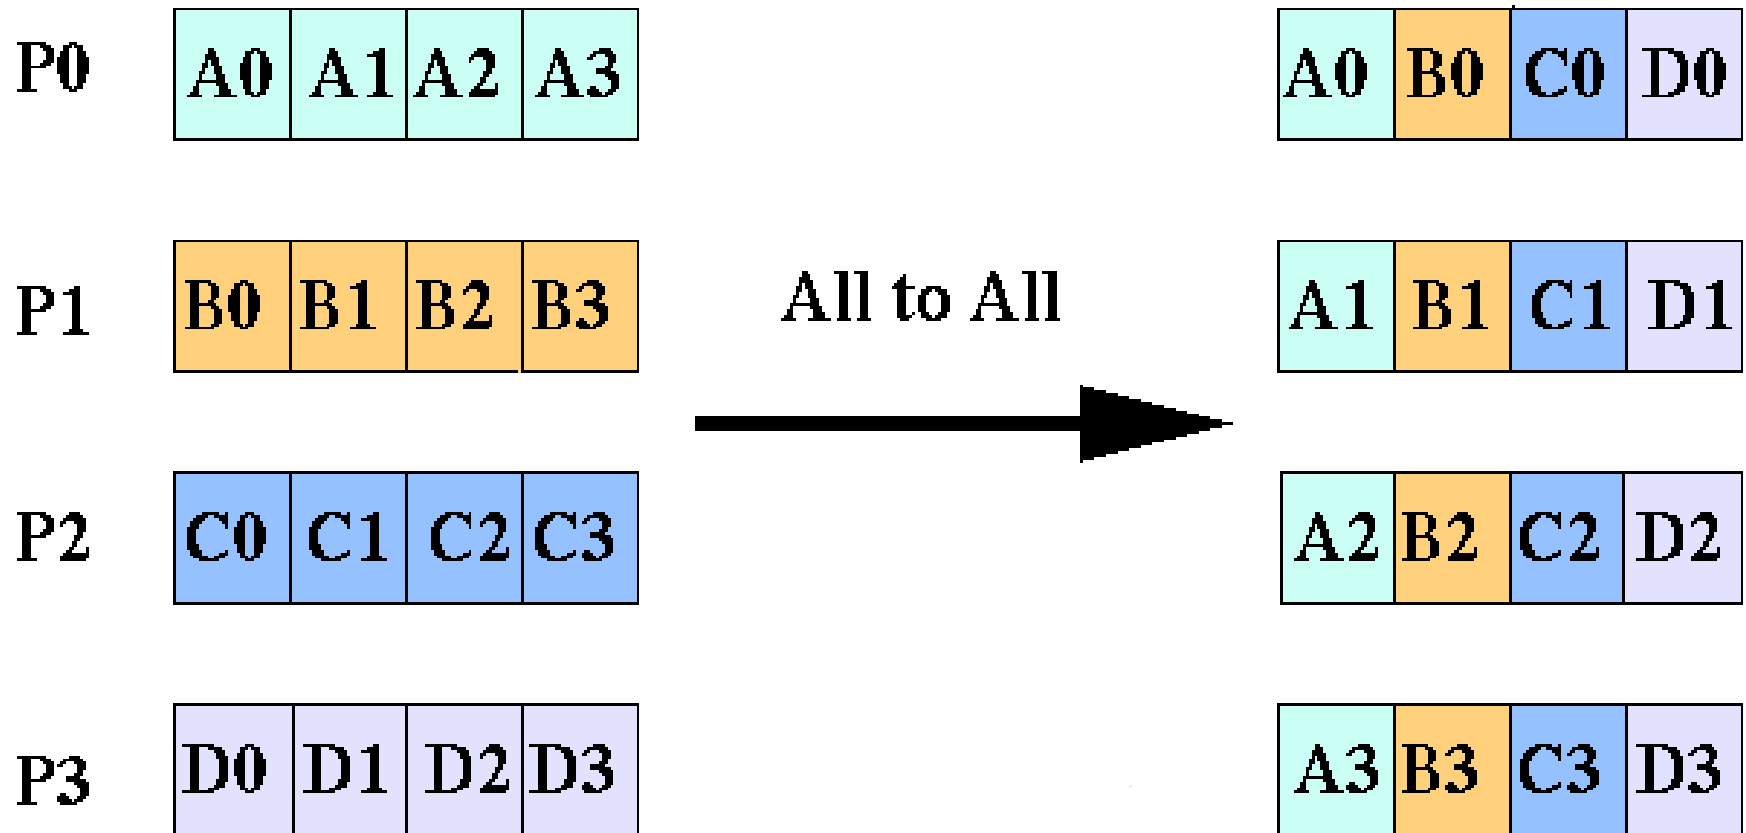 P0 A0 A1 A2 A3 A0 B0 C0 D0
P1 B0 B1 B2 B3 All to All A1 B1 C1 D1
P2 C0 C1 C2 C3 A2 B2 C2 D2
P3 D0 D1 D2 D3 A3 B3 C3 D3